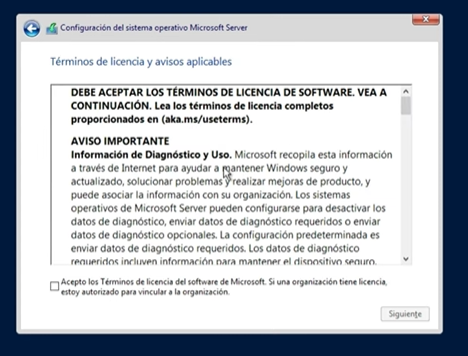 Configuración del sistema operativo Microsoft Server
Términos de licencia y avisos aplicables
DEBE ACEPTAR LOS TÉRMINOS DE LICENCIA DE SOFTWARE. VEA A
CONTINUACIÓN. Lea los términos de licencia completos
proporcionados en (aka.ms/useterms).
AVISO IMPORTANTE
Información de Diagnóstico y Uso. Microsoft recopila esta información
a través de Internet para ayudar a mantener Windows seguro y
actualizado, solucionar problemas y realizar mejoras de producto, y
puede asociar la información con su organización. Los sistemas
operativos de Microsoft Server pueden configurarse para desactivar los
datos de diagnóstico, enviar datos de diagnóstico requeridos o enviar
datos de diagnóstico opcionales. La configuración predeterminada es
enviar datos de diagnóstico requeridos. Los datos de diagnóstico
requeridos incluyen información para mantener el dispositivo seguro,
Acepto los Términos de licencia del software de Microsoft. Si una organización tiene licencia,
estoy autorizado para vincular a la organización.
Siguiente